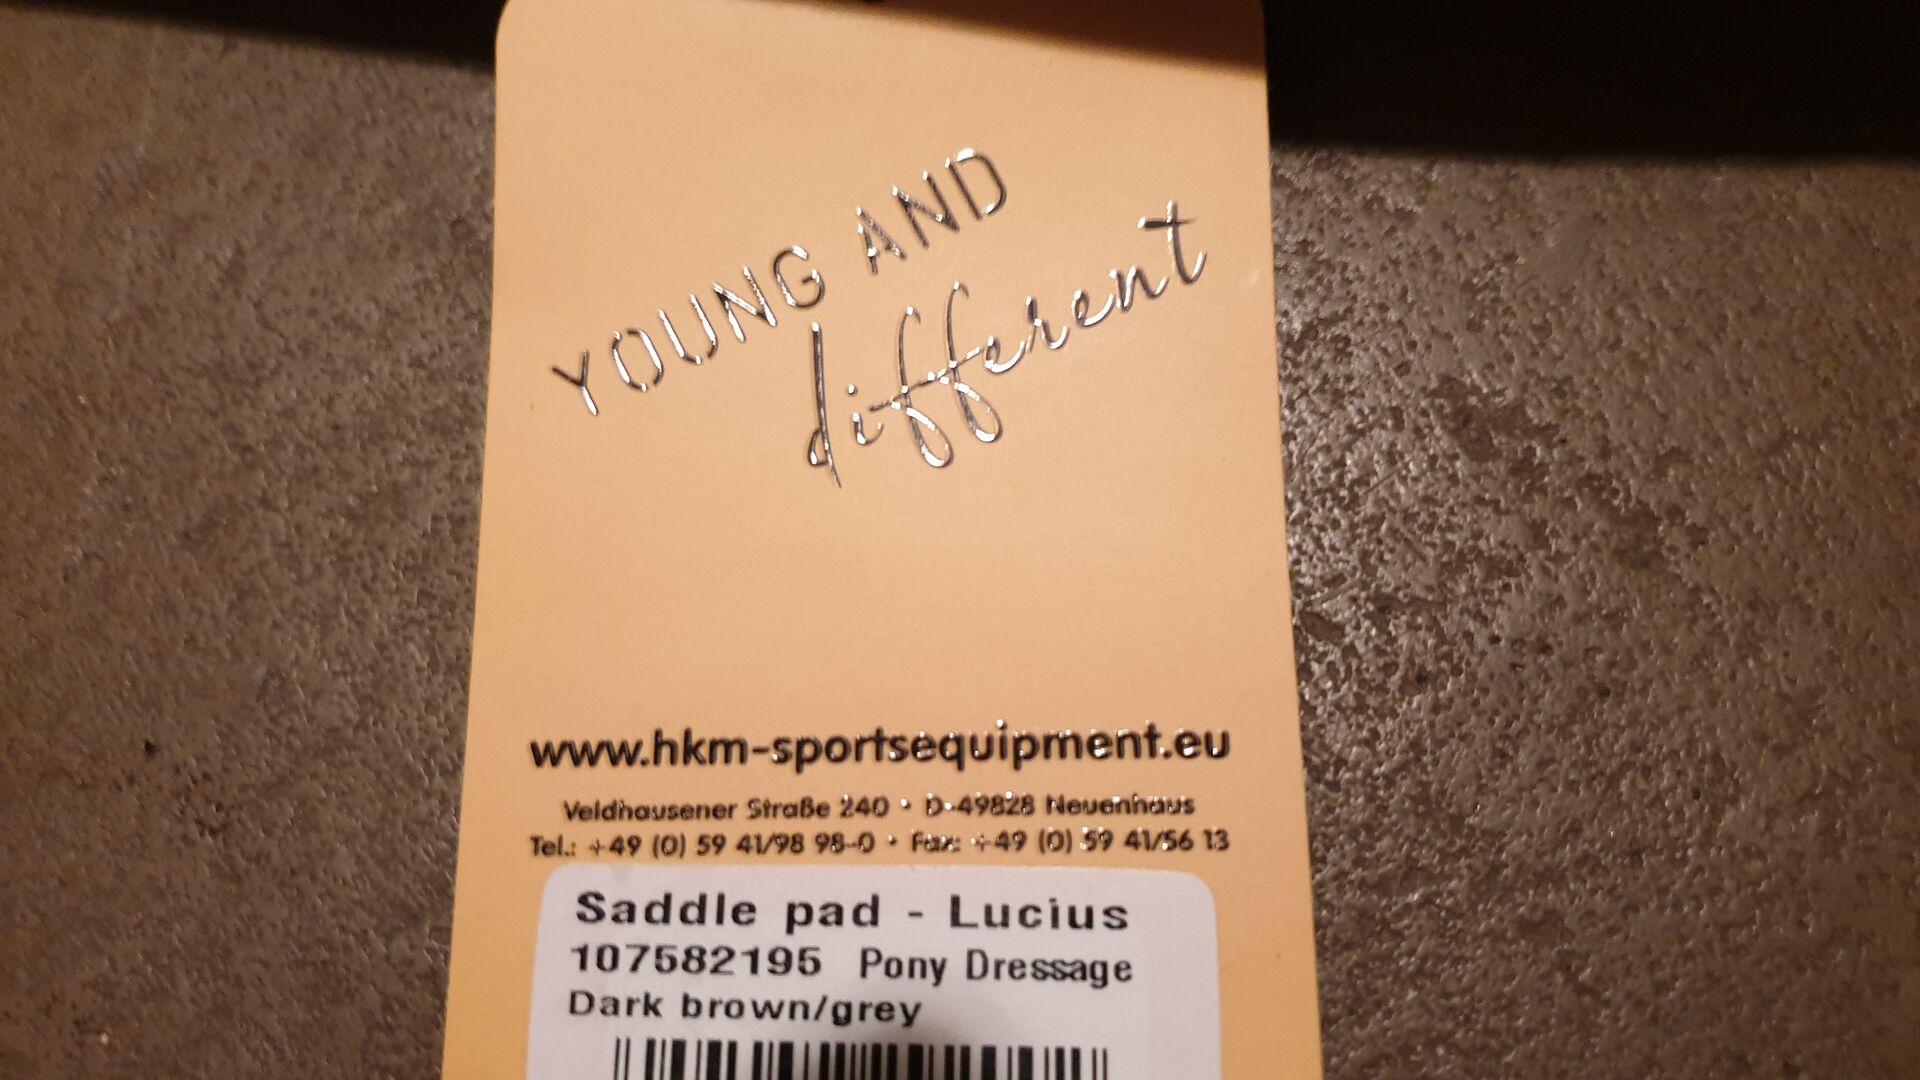 YOUNG AND
different
www.hkm-sportsequipment.eu
Veldhausener Straße 240 • D-49828 Neuenhaus
Tel.: +49 (0) 59 41/98 98-0 • Fax: +49 (0) 59 41/56 13
Saddle pad - Lucius
107582195 Pony Dressage
Dark brown/grey